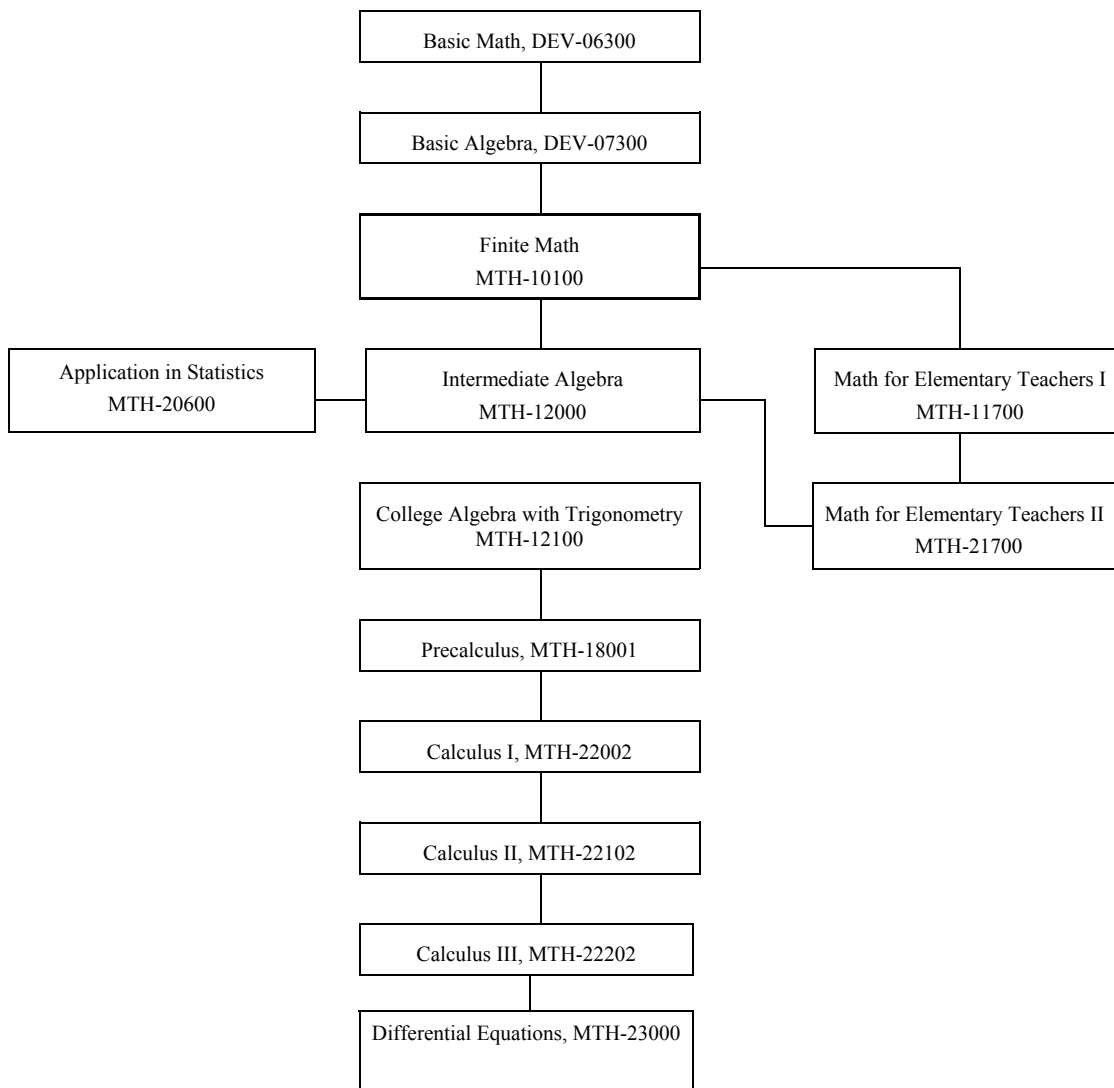 Basic Math, DEV-06300
Basic Algebra, DEV-07300
Finite Math
MTH-10100
Application in Statistics
MTH-20600
Intermediate Algebra
MTH-12000
Math for Elementary Teachers I
MTH-11700
College Algebra with Trigonometry
MTH-12100
Math for Elementary Teachers II
MTH-21700
Precalculus, MTH-18001
Calculus I, MTH-22002
Calculus II, MTH-22102
Calculus III, MTH-22202
Differential Equations, MTH-23000